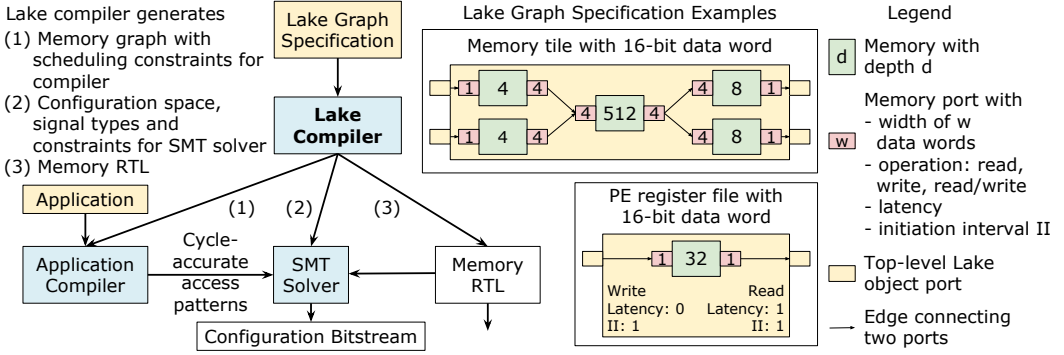 Lake compiler generates
(1) Memory graph with
scheduling constraints for
compiler
(2) Configuration space,
signal types and
constraints for SMT solver
(3) Memory RTL
Lake Graph
Specification
Lake
Compiler
Application
(1)
(2)
(3)
Application
Compiler
Cycle-
accurate
access
patterns
SMT
Solver
Memory
RTL
Configuration Bitstream
Lake Graph Specification Examples
Memory tile with 16-bit data word
1 4 4
4 8 1
4 512 4
1 4 4
4 8 1
PE register file with
16-bit data word
1 32 1
Write Read
Latency: 0 Latency: 1
II: 1 II: 1
Legend
d
Memory with
depth d
w
Memory port with
- width of w
data words
- operation: read,
write, read/write
- latency
- initiation interval II
Top-level Lake
object port
Edge connecting
two ports